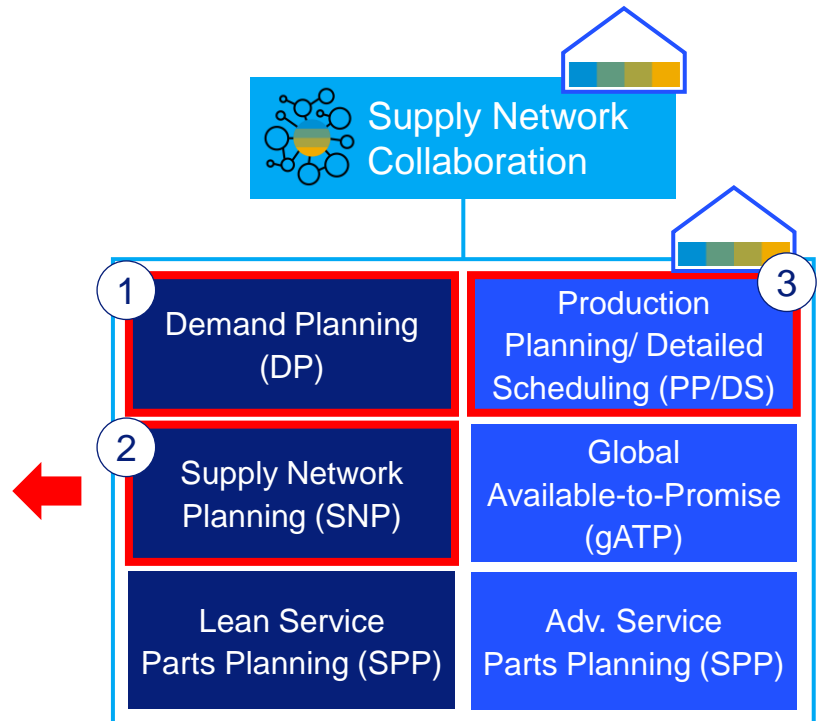 Supply Network
Collaboration
1
Demand Planning
(DP)
3
Production
Planning/ Detailed
Scheduling (PP/DS)
2
Supply Network
Planning (SNP)
Global
Available-to-Promise
(gATP)
Lean Service
Parts Planning (SPP)
Adv. Service
Parts Planning (SPP)